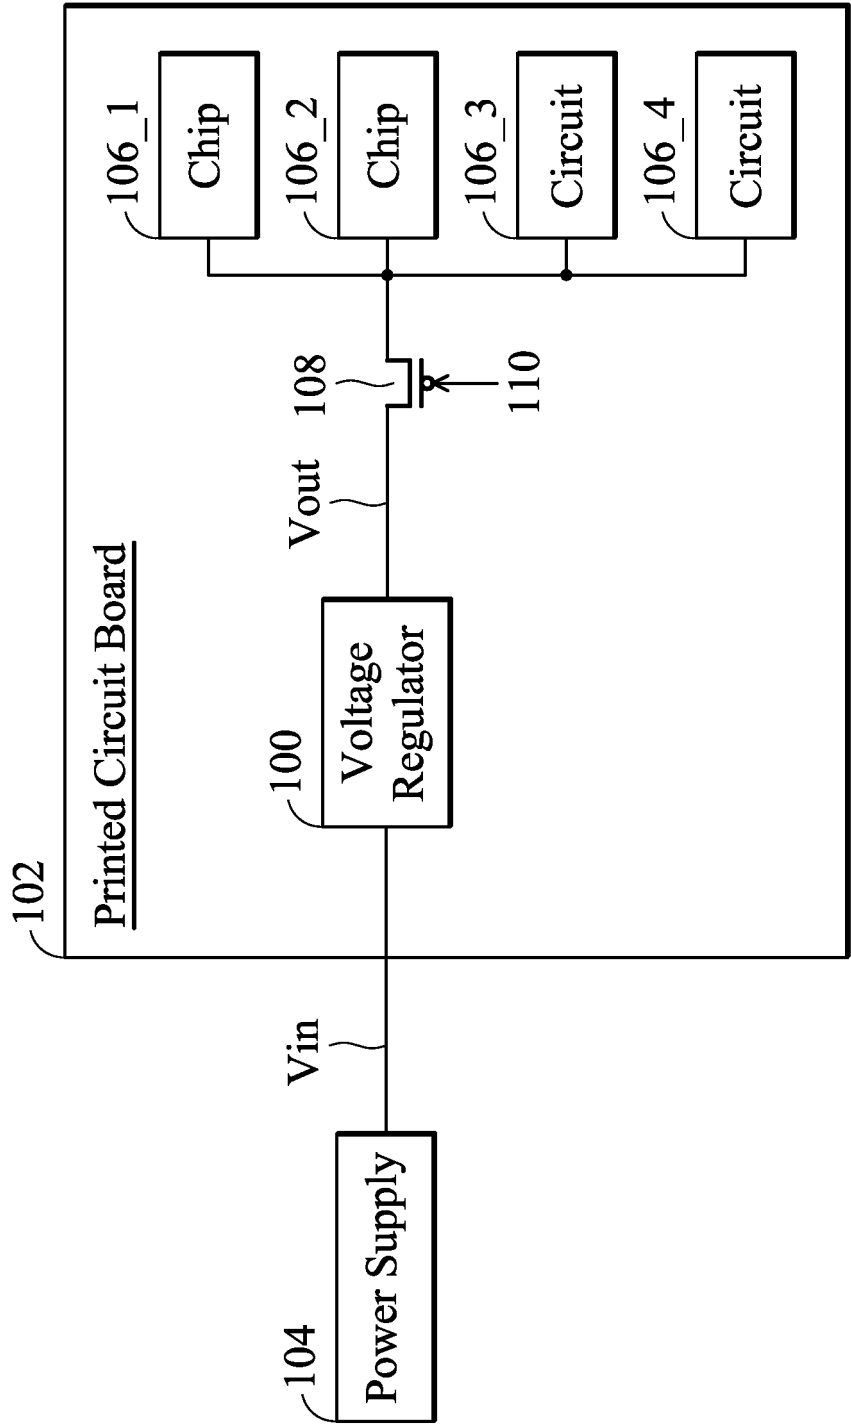 102
Printed Circuit Board
104
Power Supply
Vin
100
Voltage
Regulator
Vout
108
110
106_1
Chip
106_2
Chip
106_3
Circuit
106_4
Circuit